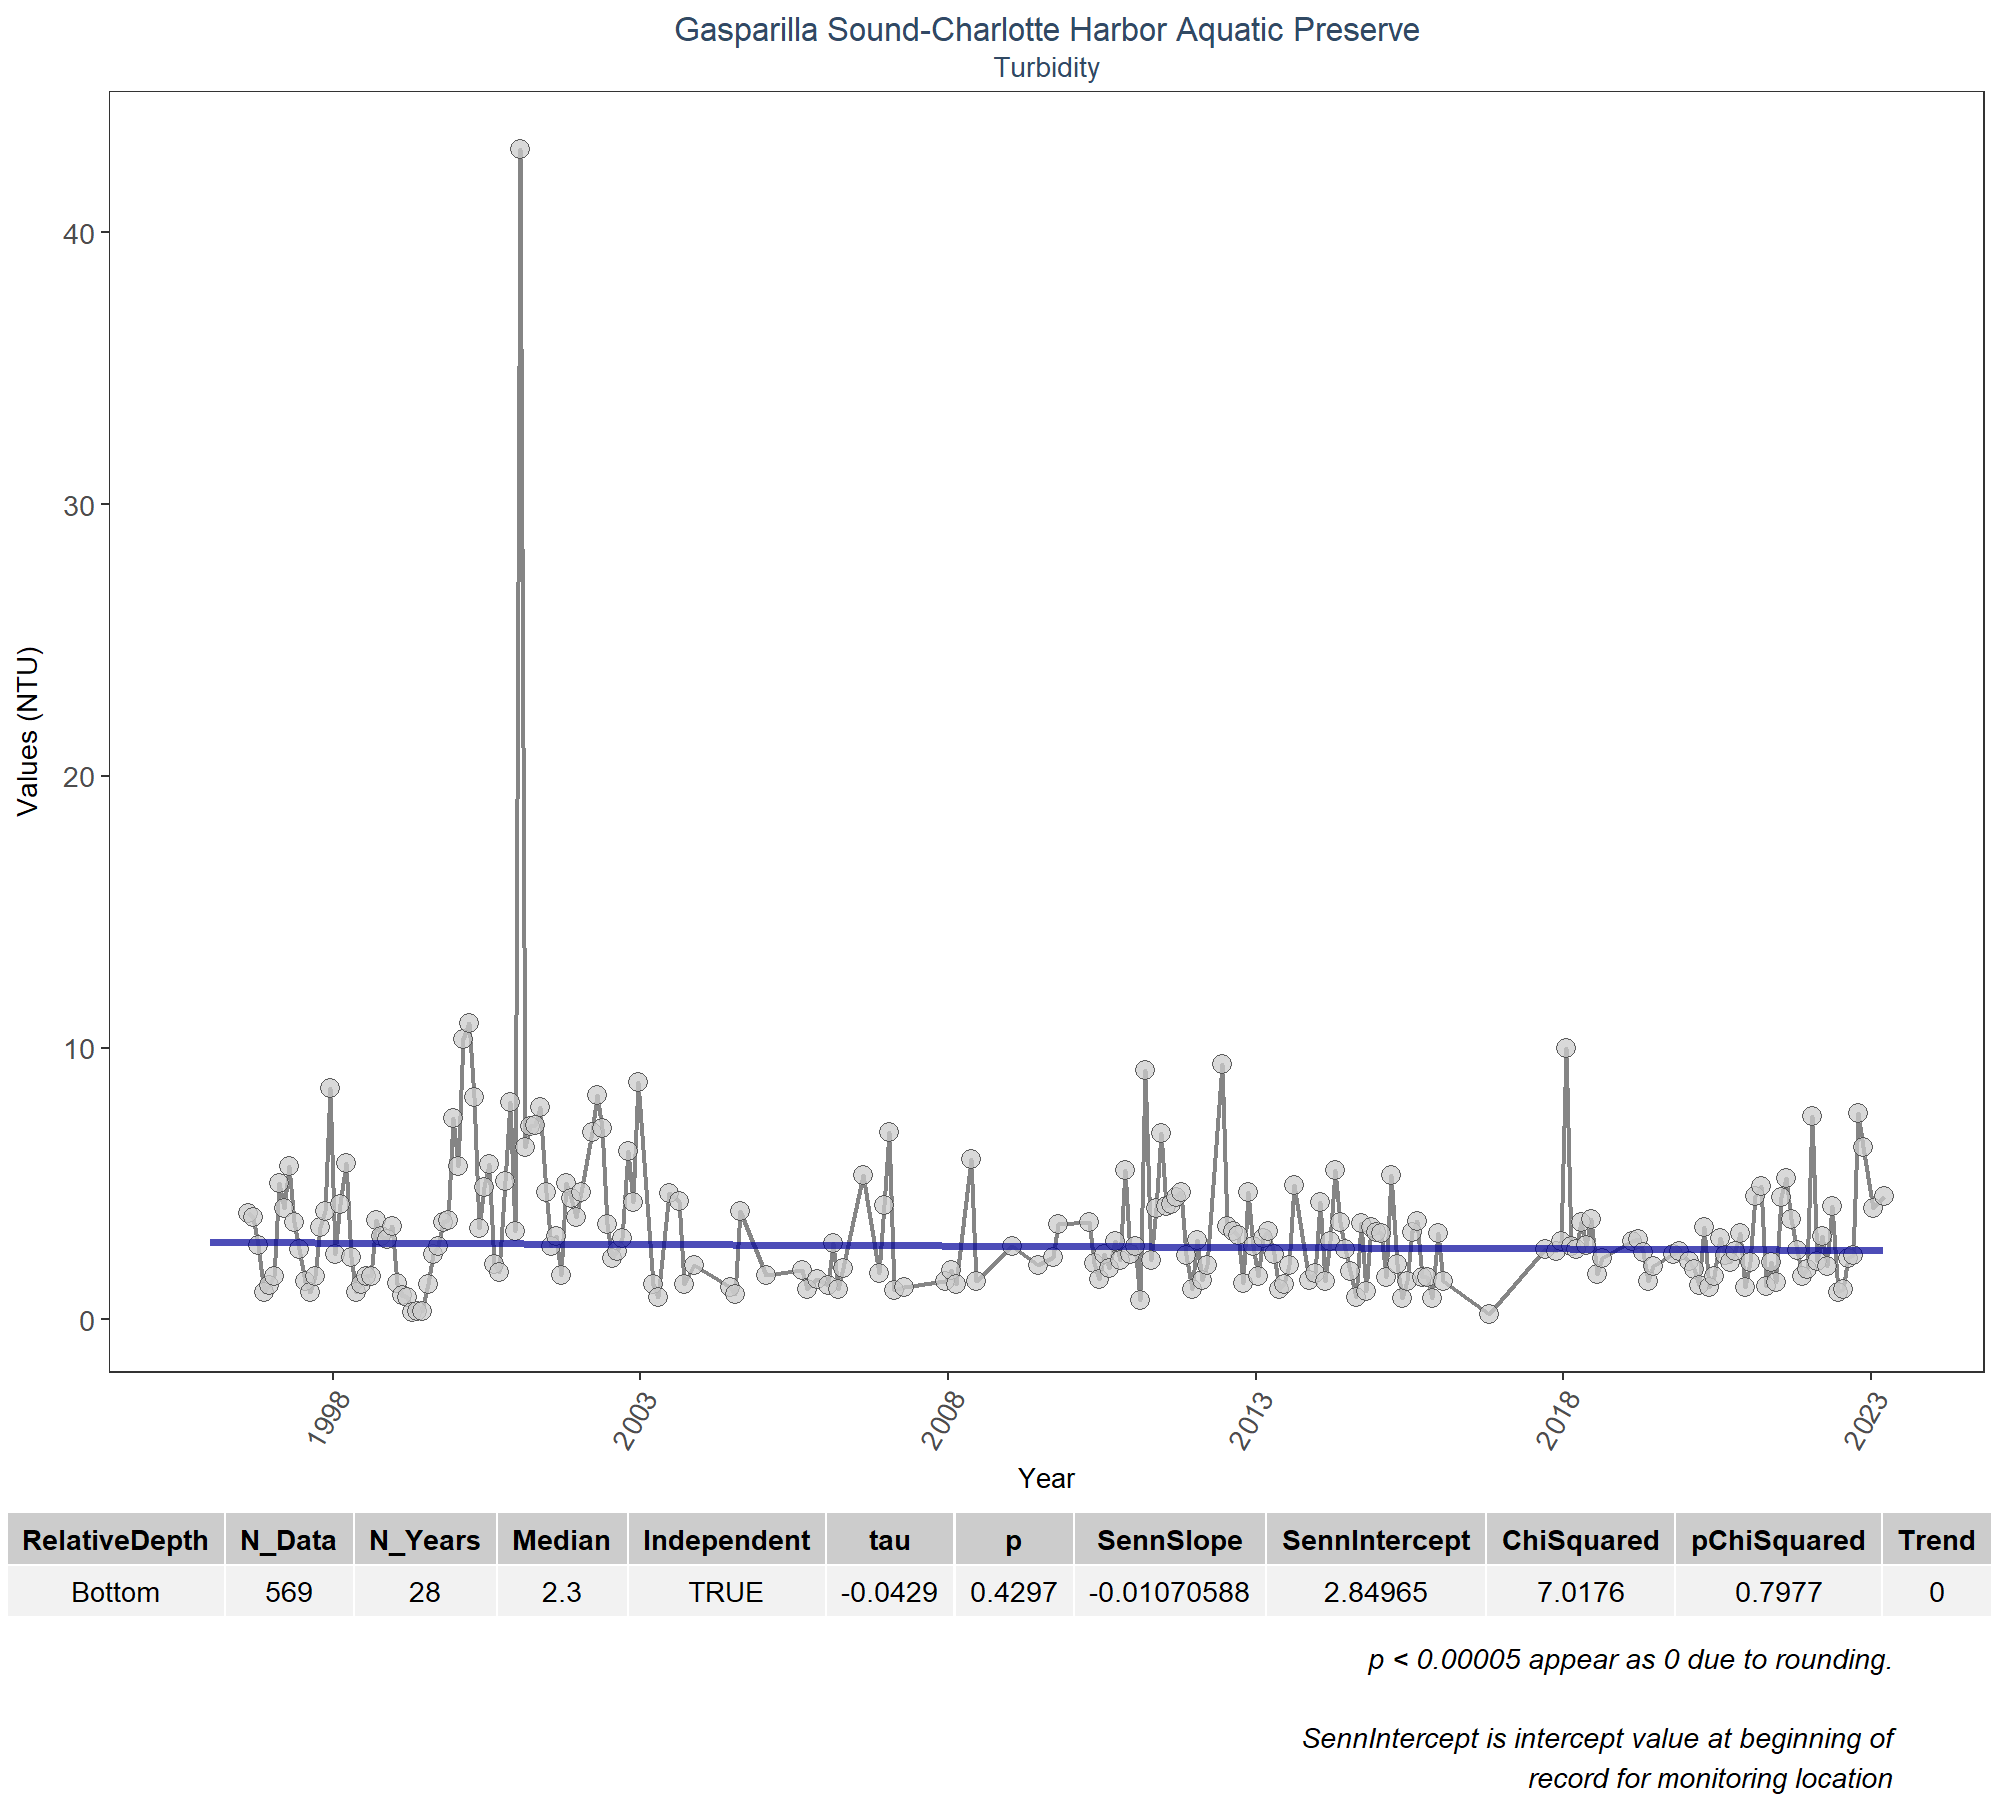 Gasparilla Sound-Charlotte Harbor Aquatic Preserve
Turbidity
Values (NTU)
40
30
20
10
0
1998 2003 2008 2013 2018 2023
Year
RelativeDepth N_Data N_Years Median Independent tau p SennSlope SennIntercept ChiSquared pChiSquared Trend
Bottom 569 28 2.3 TRUE -0.0429 0.4297 -0.01070588 2.84965 7.0176 0.7977 0
p < 0.00005 appear as 0 due to rounding.
SennIntercept is intercept value at beginning of
record for monitoring location